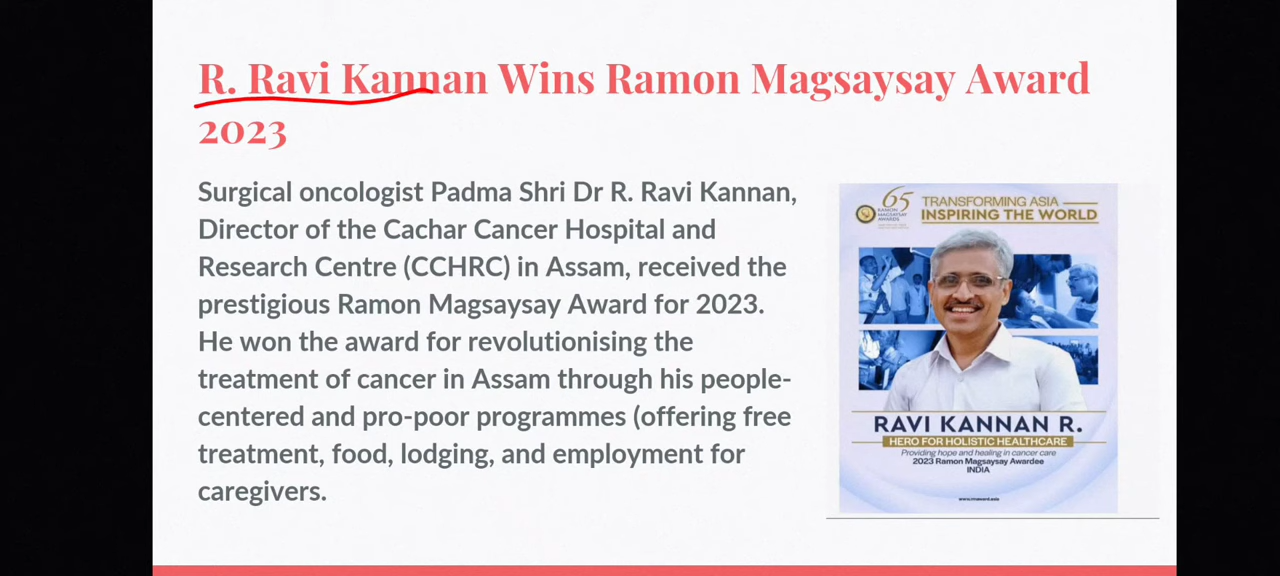 R. Ravi Kannan Wins Ramon Magsaysay Award
2023
Surgical oncologist Padma Shri Dr R. Ravi Kannan,
Director of the Cachar Cancer Hospital and
Research Centre (CCHRC) in Assam, received the
prestigious Ramon Magsaysay Award for 2023.
He won the award for revolutionising the
treatment of cancer in Assam through his people-
centered and pro-poor programmes (offering free
treatment, food, lodging, and employment for
caregivers.
65
RAMON
MAGSAYSAY
AWARDS
TRANSFORMING ASIA
INSPIRING THE WORLD
RAVI KANNAN R.
HERO FOR HOLISTIC HEALTHCARE
Providing hope and healing in cancer care
2023 Ramon Magsaysay Awardee
INDIA